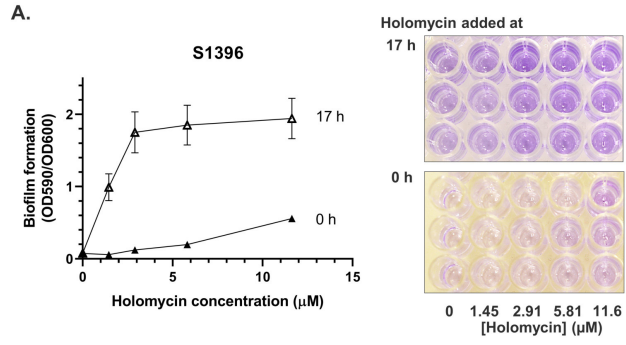 A.
S1396
Biofilm formation
(OD590/OD600)
2
1
0
0 5 10 15
17 h
0 h
Holomycin concentration (μM)
Holomycin added at
17 h
0 h
0 1.45 2.91 5.81 11.6
[Holomycin] (μM)